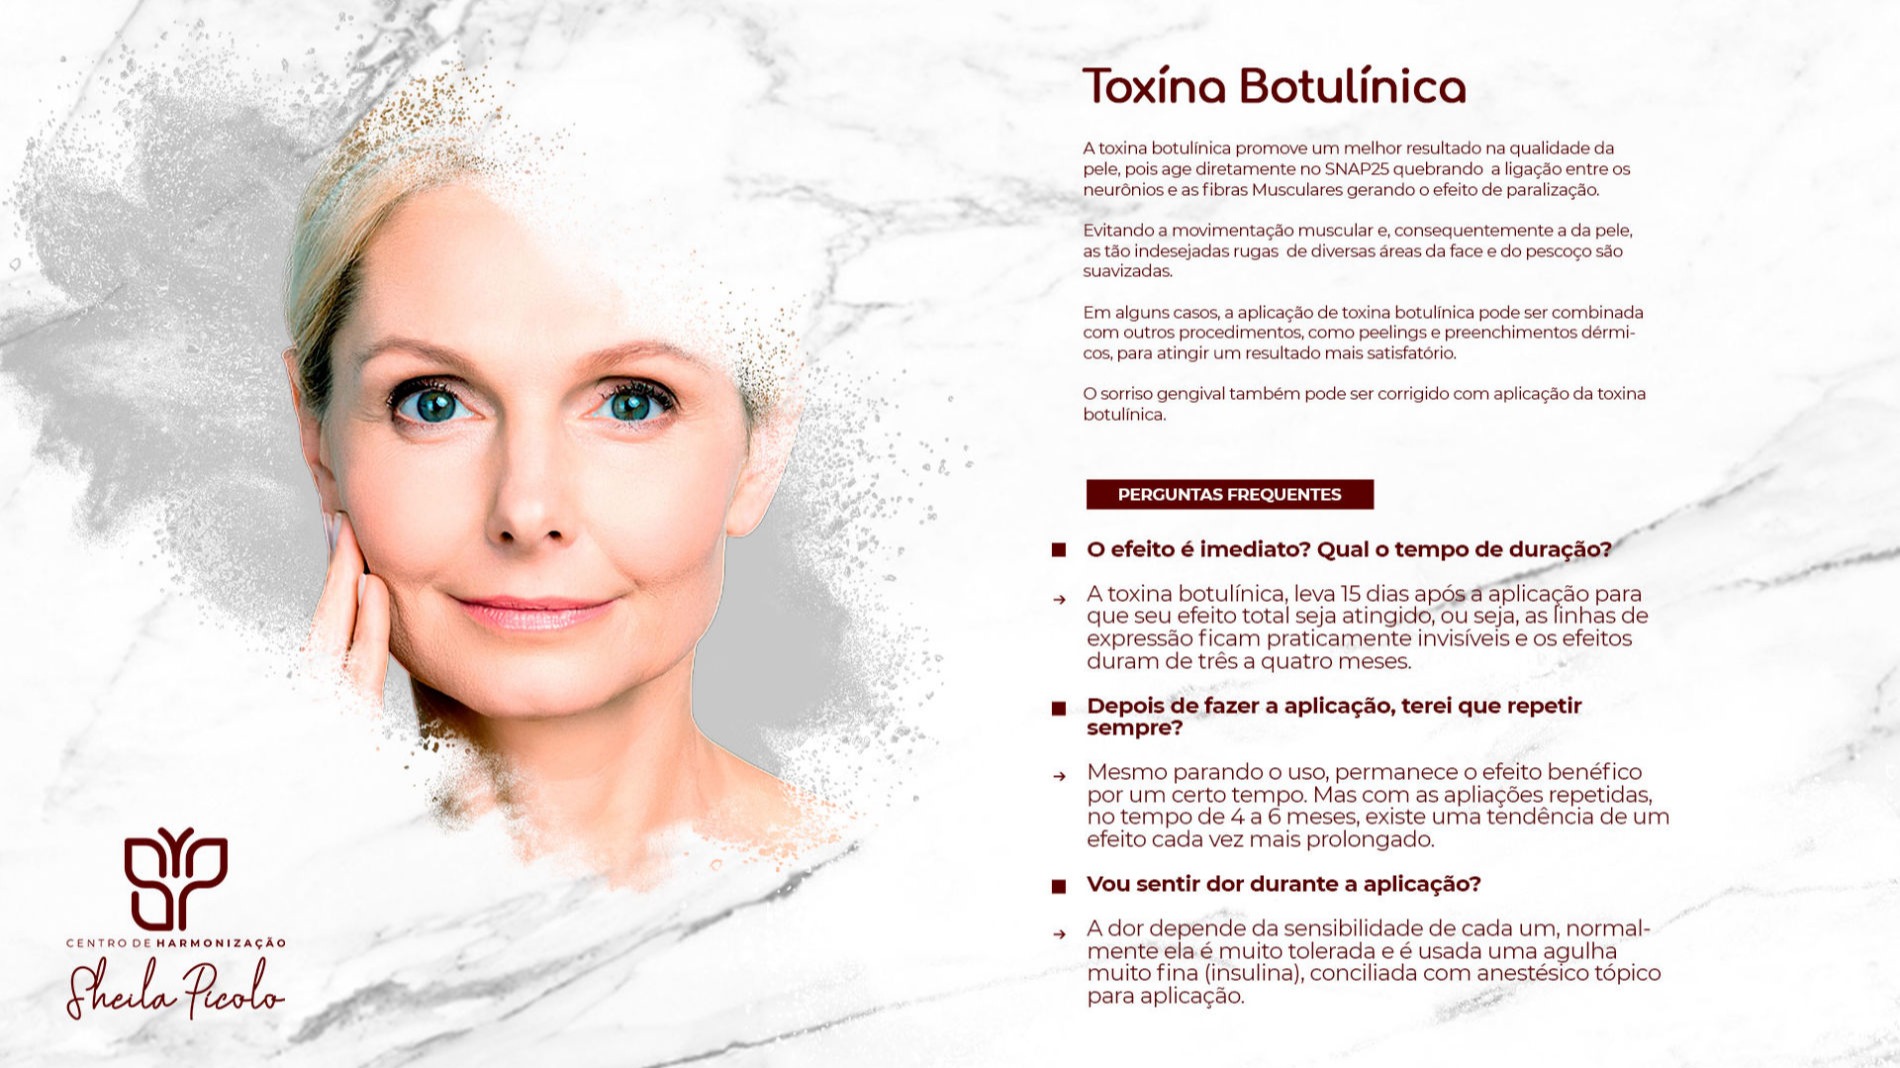 Toxína Botulínica
A toxina botulínica promove um melhor resultado na qualidade da
pele, pois age diretamente no SNAP25 quebrando a ligação entre os
neurônios e as fibras Musculares gerando o efeito de paralização.
Evitando a movimentação muscular e, consequentemente a da pele,
as tão indesejadas rugas de diversas áreas da face e do pescoço são
suavizadas.
Em alguns casos, a aplicação de toxina botulínica pode ser combinada
com outros procedimentos, como peelings e preenchimentos dérmi-
cos, para atingir um resultado mais satisfatório.
O sorriso gengival também pode ser corrigido com aplicação da toxina
botulínica.
PERGUNTAS FREQUENTES
■ O efeito é imediato? Qual o tempo de duração?
→ A toxina botulínica, leva 15 dias após a aplicação para
que seu efeito total seja atingido, ou seja, as linhas de
expressão ficam praticamente invisíveis e os efeitos
duram de três a quatro meses.
■ Depois de fazer a aplicação, terei que repetir
sempre?
→ Mesmo parando o uso, permanece o efeito benéfico
por um certo tempo. Mas com as apliações repetidas,
no tempo de 4 a 6 meses, existe uma tendência de um
efeito cada vez mais prolongado.
■ Vou sentir dor durante a aplicação?
→ A dor depende da sensibilidade de cada um, normal-
mente ela é muito tolerada e é usada uma agulha
muito fina (insulina), conciliada com anestésico tópico
para aplicação.
CENTRO DE HARMONIZAÇÃO
Sheila Picolo